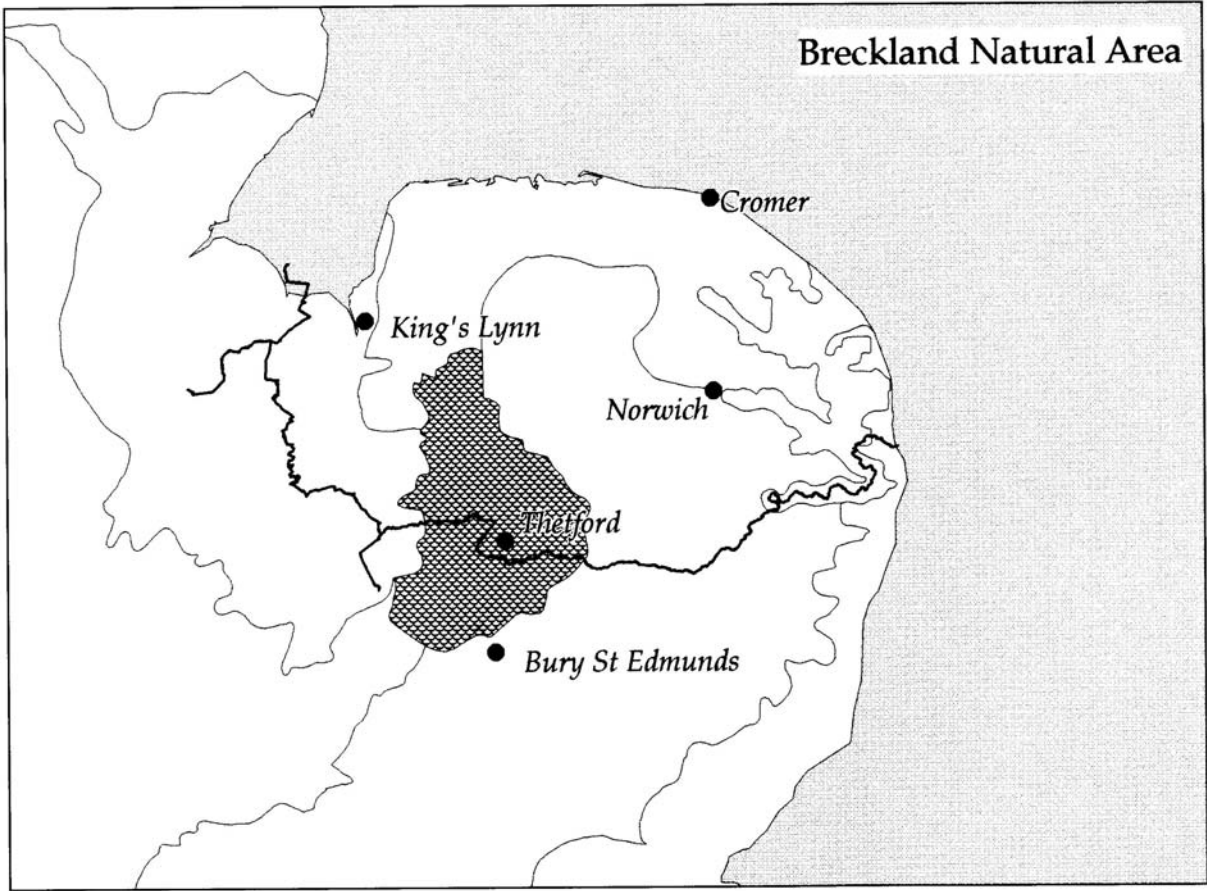 Breckland Natural Area
Cromer
King's Lynn
Norwich
Thetford
Bury St Edmunds